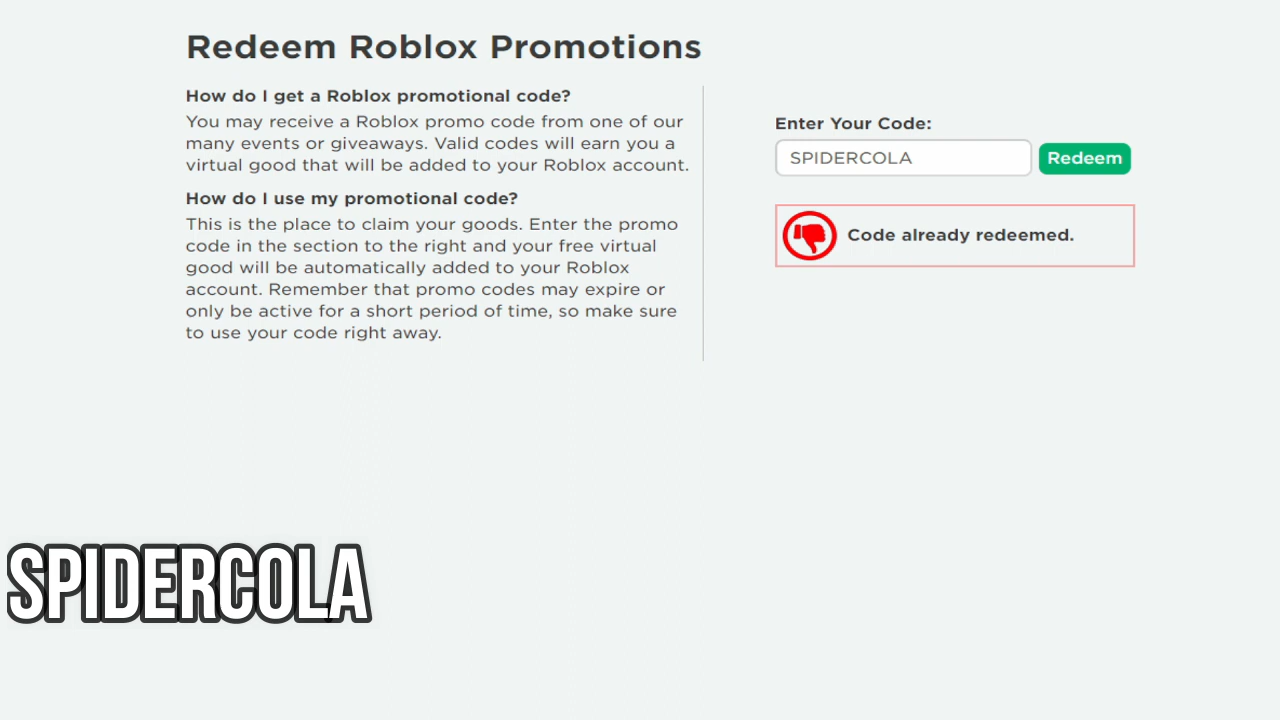 Redeem Roblox Promotions
How do I get a Roblox promotional code?
You may receive a Roblox promo code from one of our
many events or giveaways. Valid codes will earn you a
virtual good that will be added to your Roblox account.
How do I use my promotional code?
This is the place to claim your goods. Enter the promo
code in the section to the right and your free virtual
good will be automatically added to your Roblox
account. Remember that promo codes may expire or
only be active for a short period of time, so make sure
to use your code right away.
Enter Your Code:
SPIDERCOLA
Redeem
Code already redeemed.
SPIDERCOLA